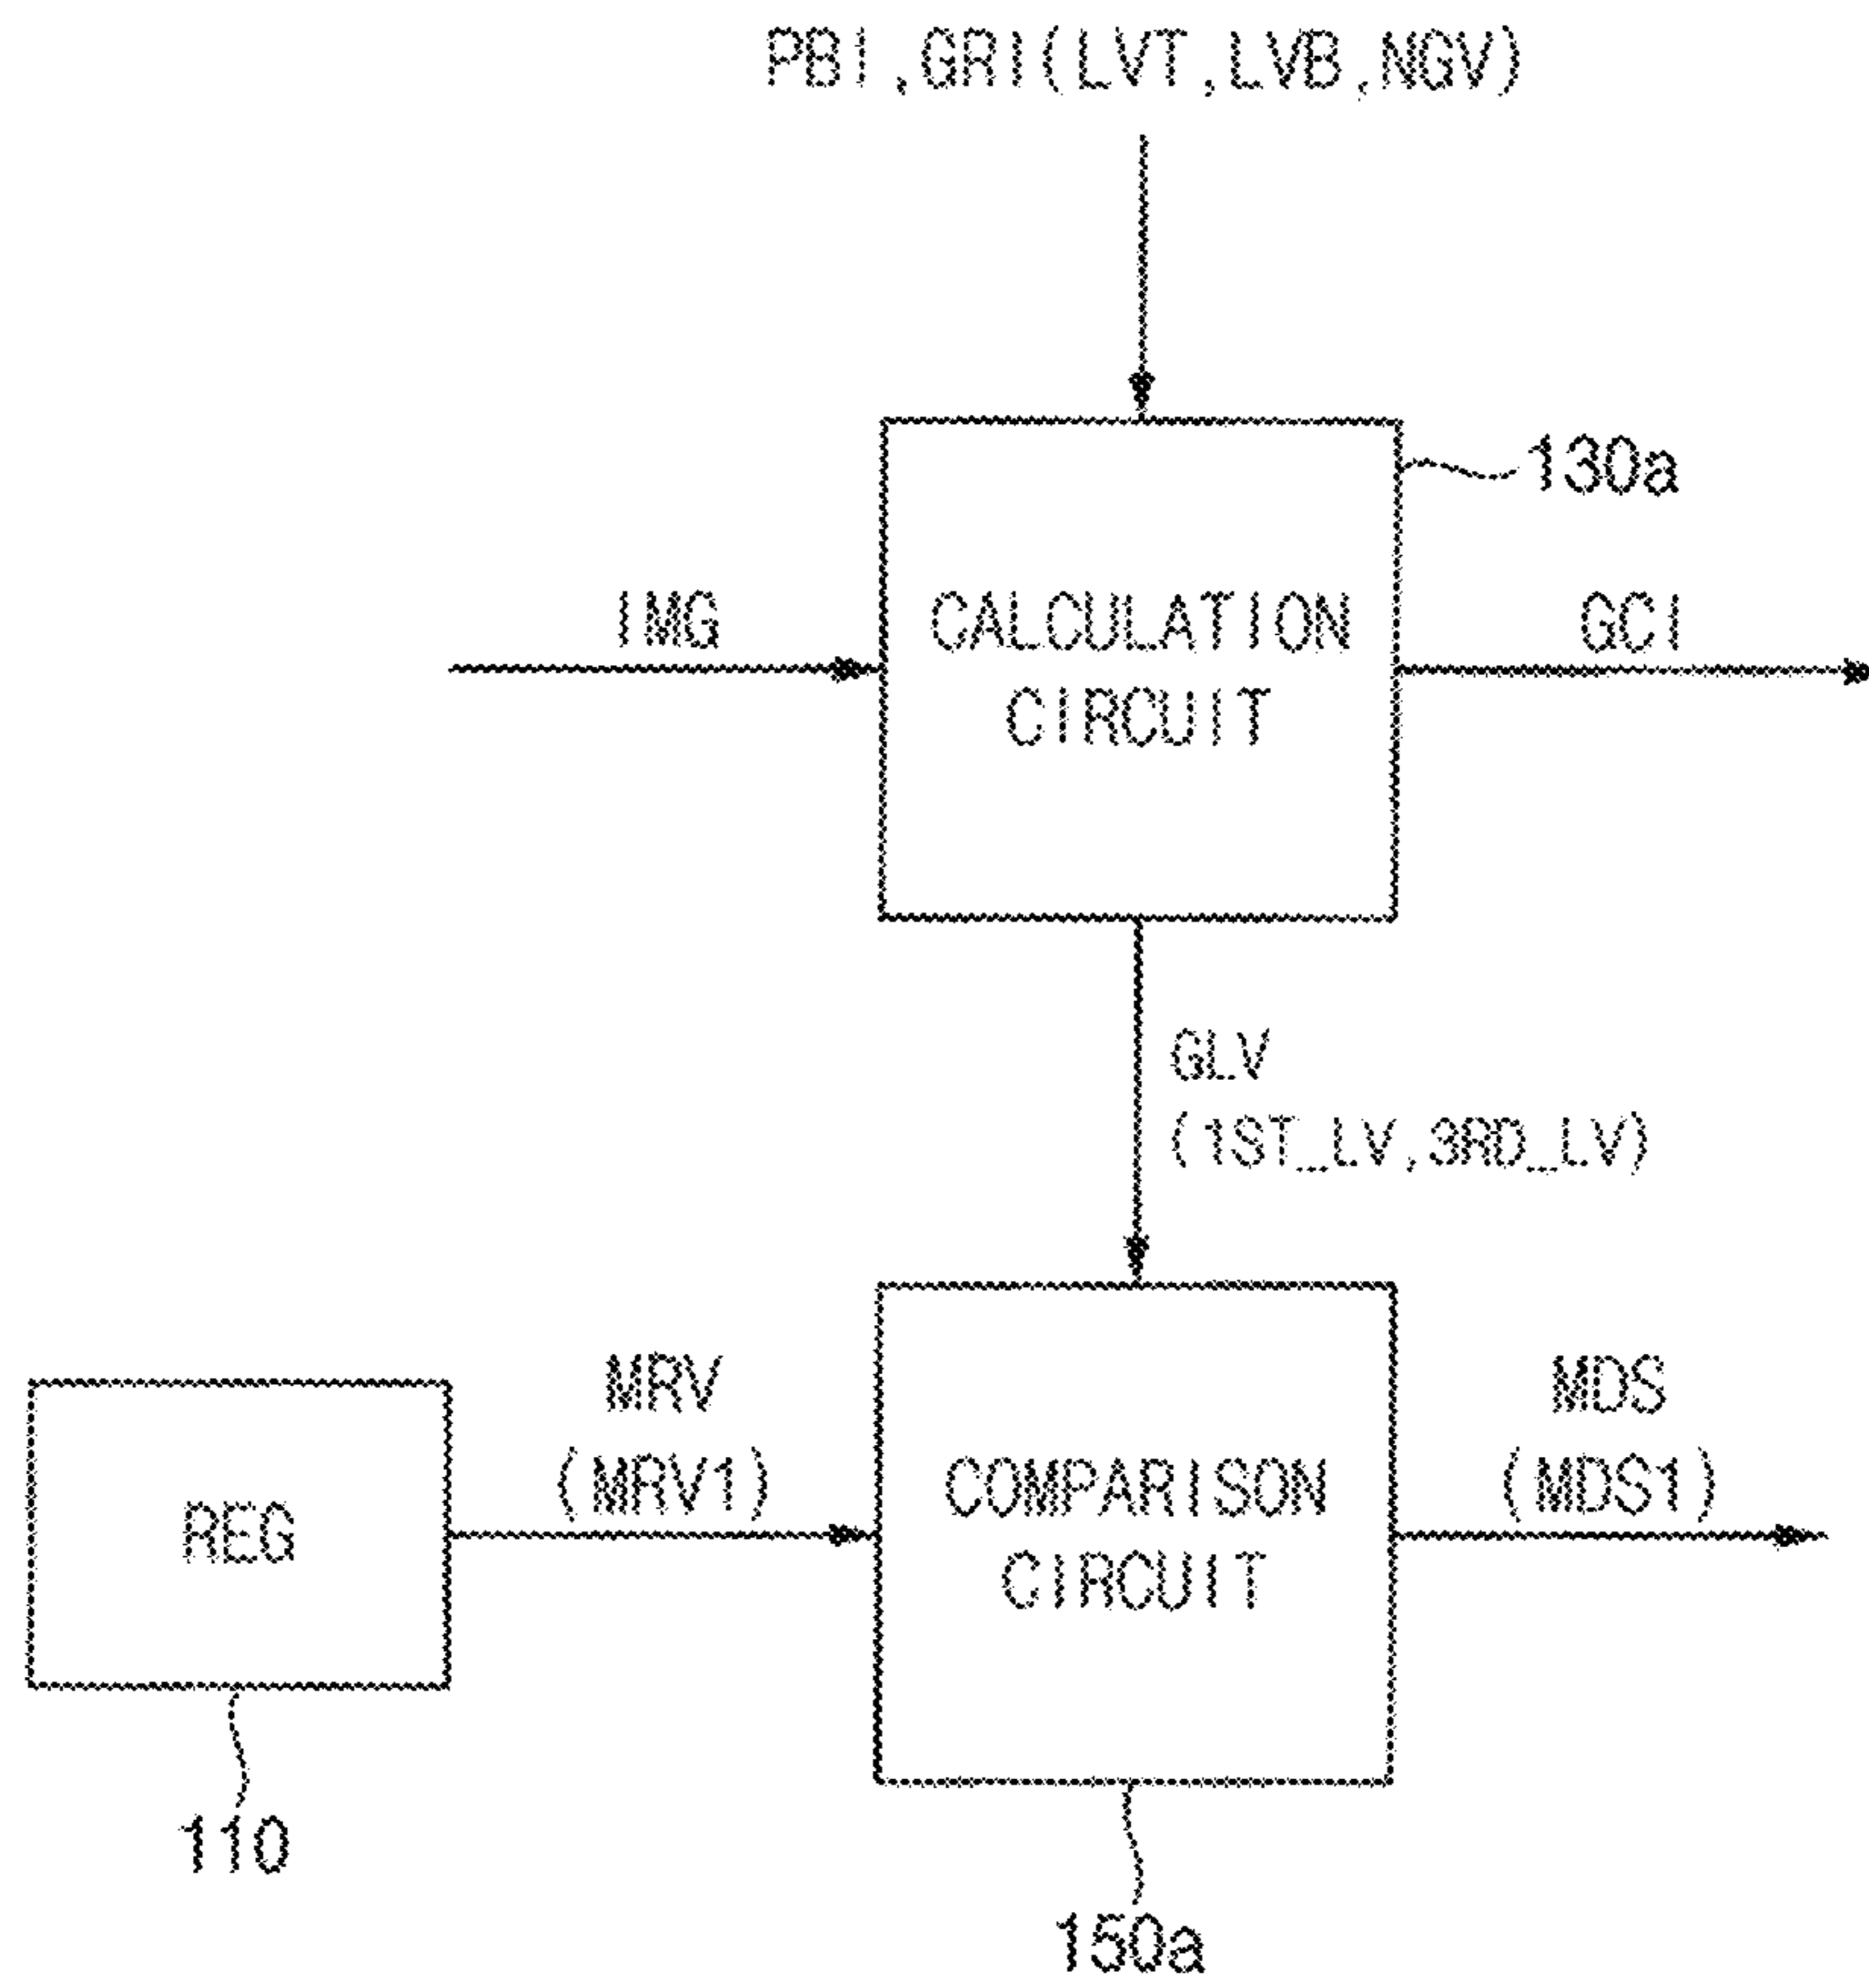 PBI,GRI(LVT,LVB,NGV)
130a
IMG
CALCULATION
CIRCUIT
GCI
GLV
(1ST_LV,3RD_LV)
MRV
(MRV1)
REG
COMPARISON
CIRCUIT
MDS
(MDS1)
110
150a